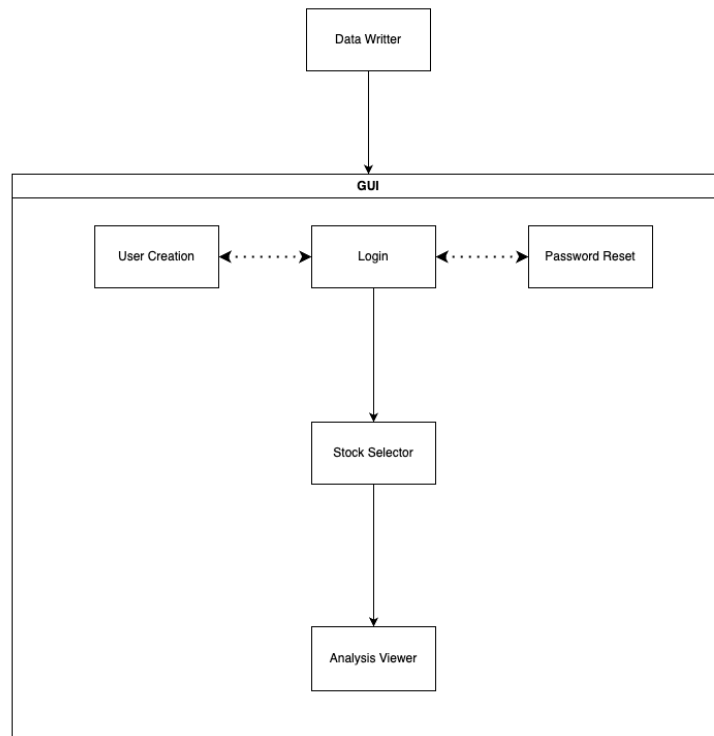 Data Writter
GUI
User Creation
Login
Password Reset
Stock Selector
Analysis Viewer